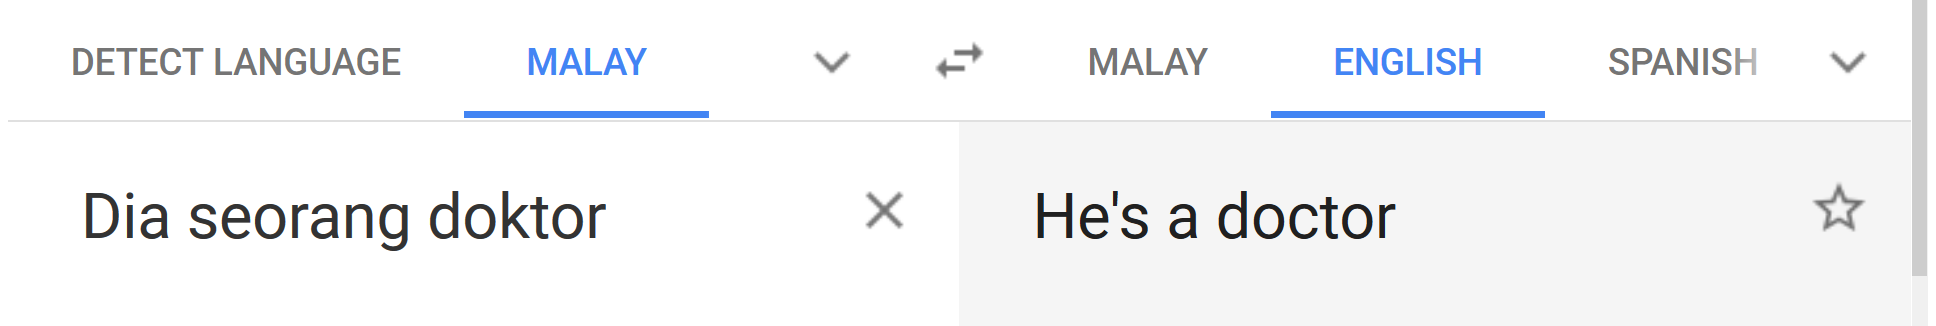 DETECT LANGUAGE MALAY MALAY ENGLISH SPANISH
Dia seorang doktor He's a doctor